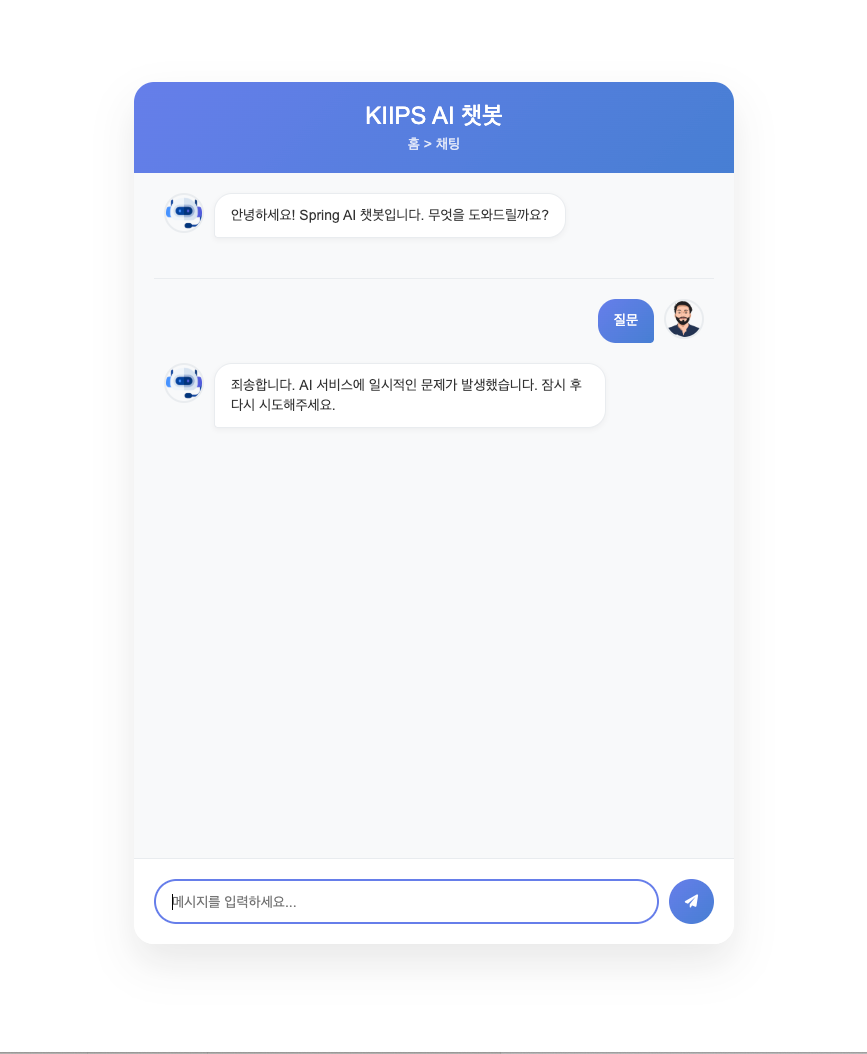 KIIPS AI 챗봇
홈 > 채팅
안녕하세요! Spring AI 챗봇입니다. 무엇을 도와드릴까요?
질문
죄송합니다. AI 서비스에 일시적인 문제가 발생했습니다. 잠시 후
다시 시도해주세요.
메시지를 입력하세요...